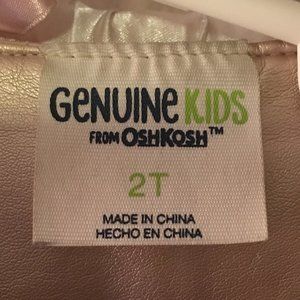 GENUINE KIDS
FROM OSHKOSH™
2T
MADE IN CHINA
HECHO EN CHINA